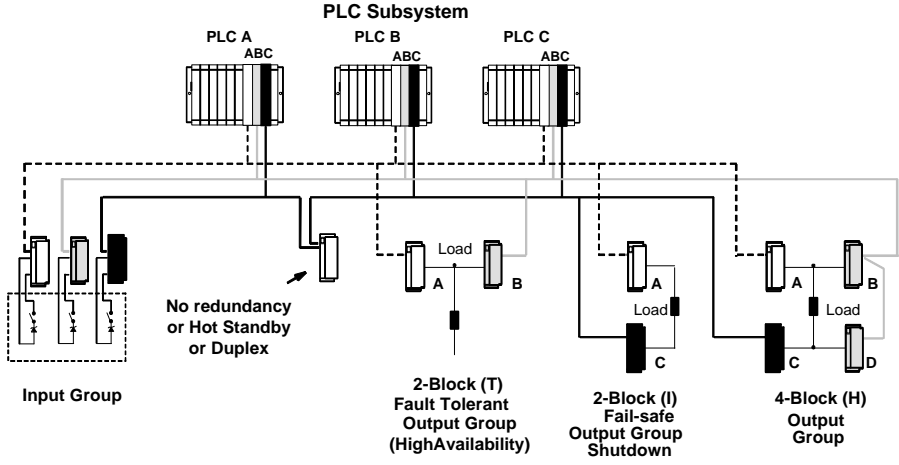 PLC Subsystem
PLC A
PLC B
PLC C
ABC
ABC
ABC
Load
A
B
A
Load
C
A
B
Load
C
D
No redundancy
or Hot Standby
or Duplex
Input Group
2-Block (T)
Fault Tolerant
Output Group
(HighAvailability)
2-Block (I)
Fail-safe
Output Group
Shutdown
4-Block (H)
Output
Group